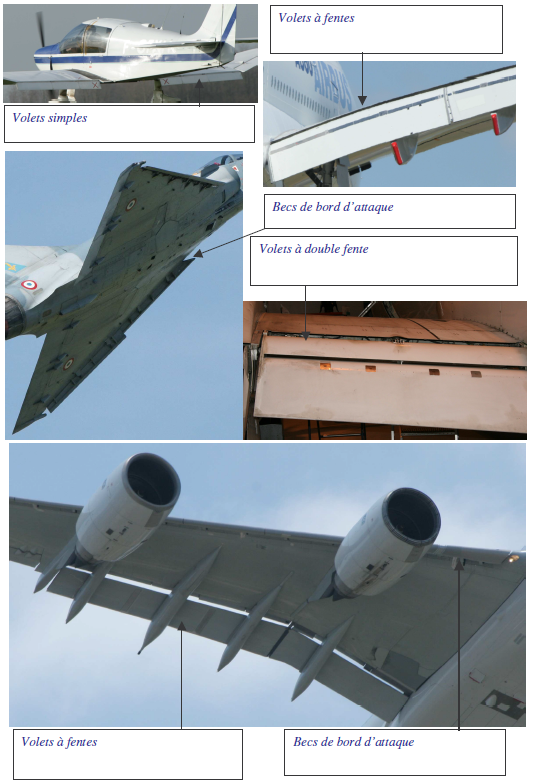 Volets à fentes
Volets simples
Becs de bord d'attaque
Volets à double fente
Volets à fentes
Becs de bord d'attaque